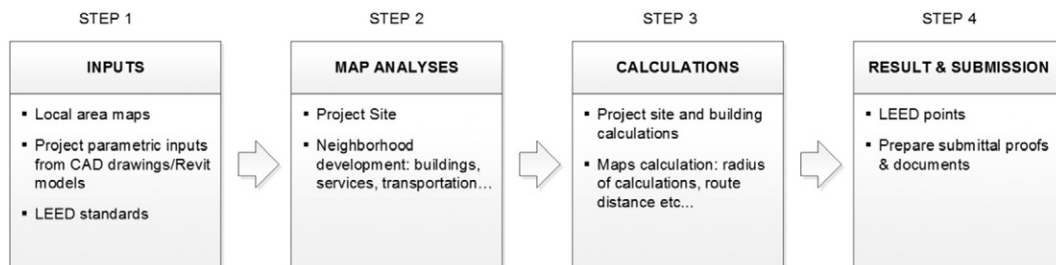 STEP 1
INPUTS
▪ Local area maps
▪ Project parametric inputs
from CAD drawings/Revit
models
▪ LEED standards
STEP 2
MAP ANALYSES
▪ Project Site
▪ Neighborhood
development: buildings,
services, transportation…
STEP 3
CALCULATIONS
▪ Project site and building
calculations
▪ Maps calculation: radius
of calculations, route
distance etc...
STEP 4
RESULT & SUBMISSION
▪ LEED points
▪ Prepare submittal proofs
& documents